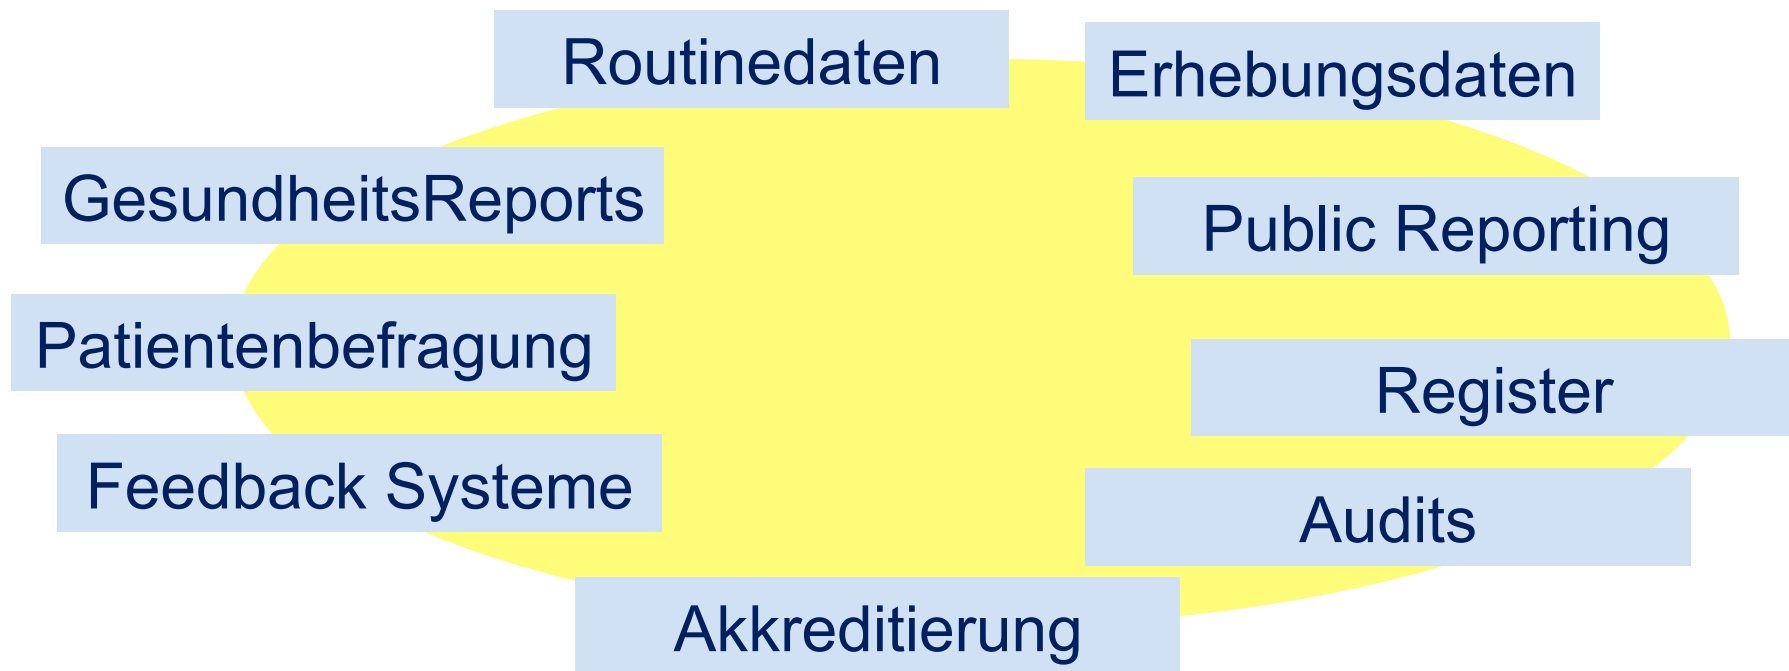 Routinedaten
Erhebungsdaten
GesundheitsReports
Public Reporting
Patientenbefragung
Register
Feedback Systeme
Audits
Akkreditierung